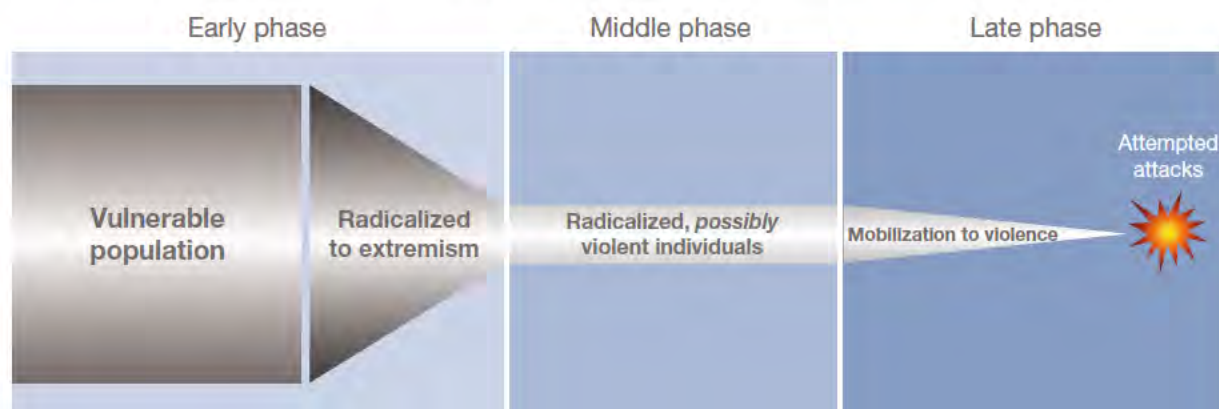 Early phase
Middle phase
Late phase
Vulnerable
population
Radicalized
to extremism
Radicalized, possibly
violent individuals
Mobilization to violence
Attempted
attacks